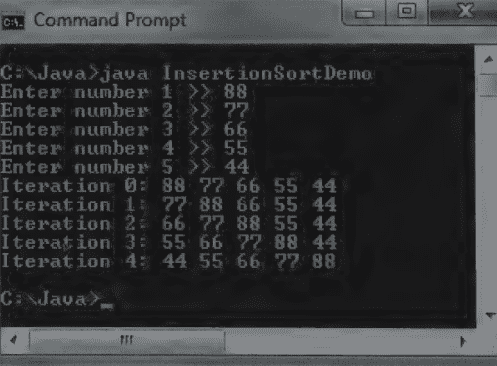 Command Prompt
C:\Java>java InsertionSortDemo
Enter number 1 >> 88
Enter number 2 >> 77
Enter number 3 >> 66
Enter number 4 >> 55
Enter number 5 >> 44
Iteration 0: 88 77 66 55 44
Iteration 1: 77 88 66 55 44
Iteration 2: 66 77 88 55 44
Iteration 3: 55 66 77 88 44
Iteration 4: 44 55 66 77 88
C:\Java>_